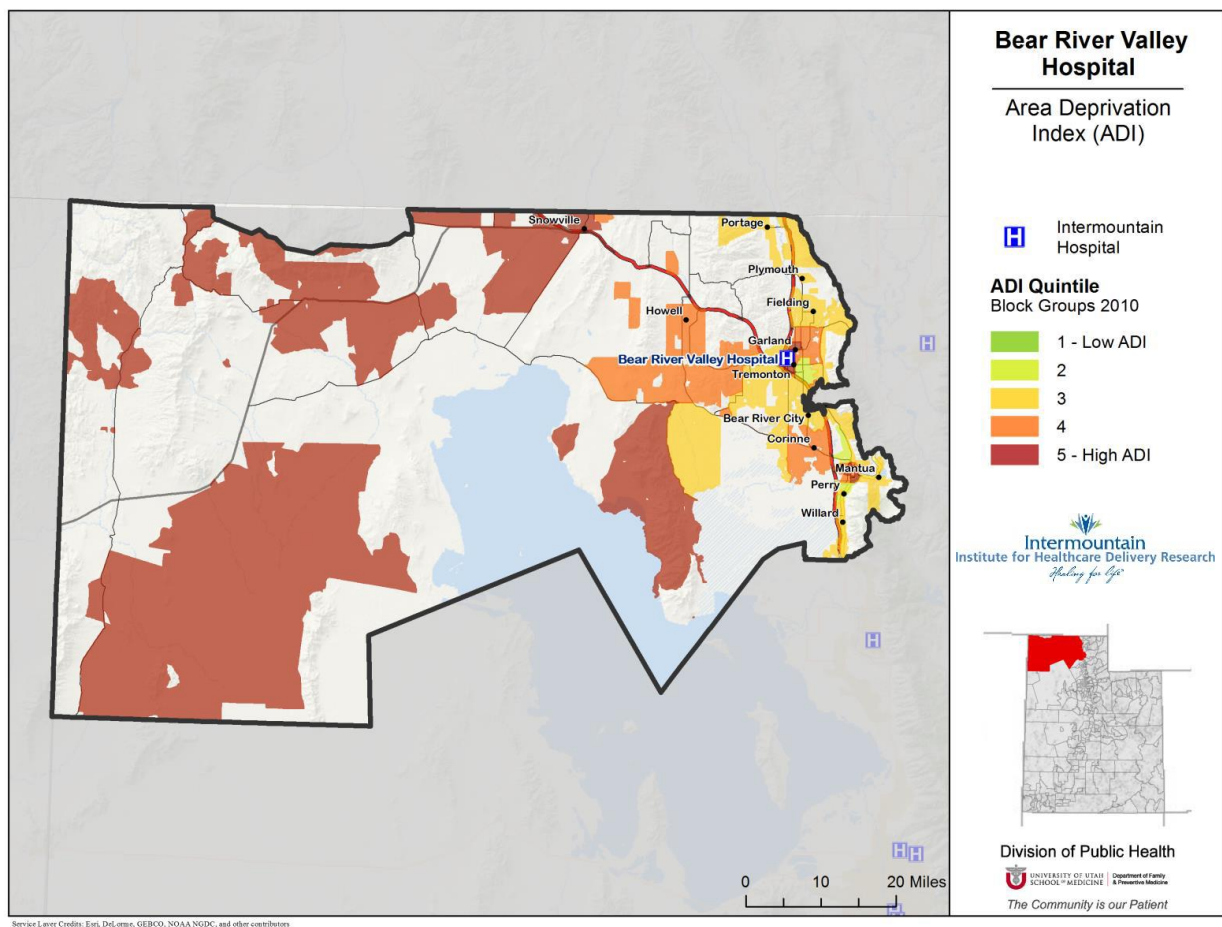 Bear River Valley
Hospital
Area Deprivation
Index (ADI)
H Intermountain
Hospital
ADI Quintile
Block Groups 2010
1 - Low ADI
2
3
4
5 - High ADI
Intermountain
Institute for Healthcare Delivery Research
Healing for life™
Division of Public Health
U UNIVERSITY OF UTAH
SCHOOL OF MEDICINE
Department of Family
& Preventive Medicine
The Community is our Patient
Snowville
Portage
Plymouth
Fielding
Howell
Garland
Bear River Valley Hospital H
Tremonton
Bear River City
Corinne
Mantua
Perry
Willard
H
H
H H
H
0 10 20 Miles
Service Layer Credits: Esri, DeLorme, GEBCO, NOAA NGDC, and other contributors